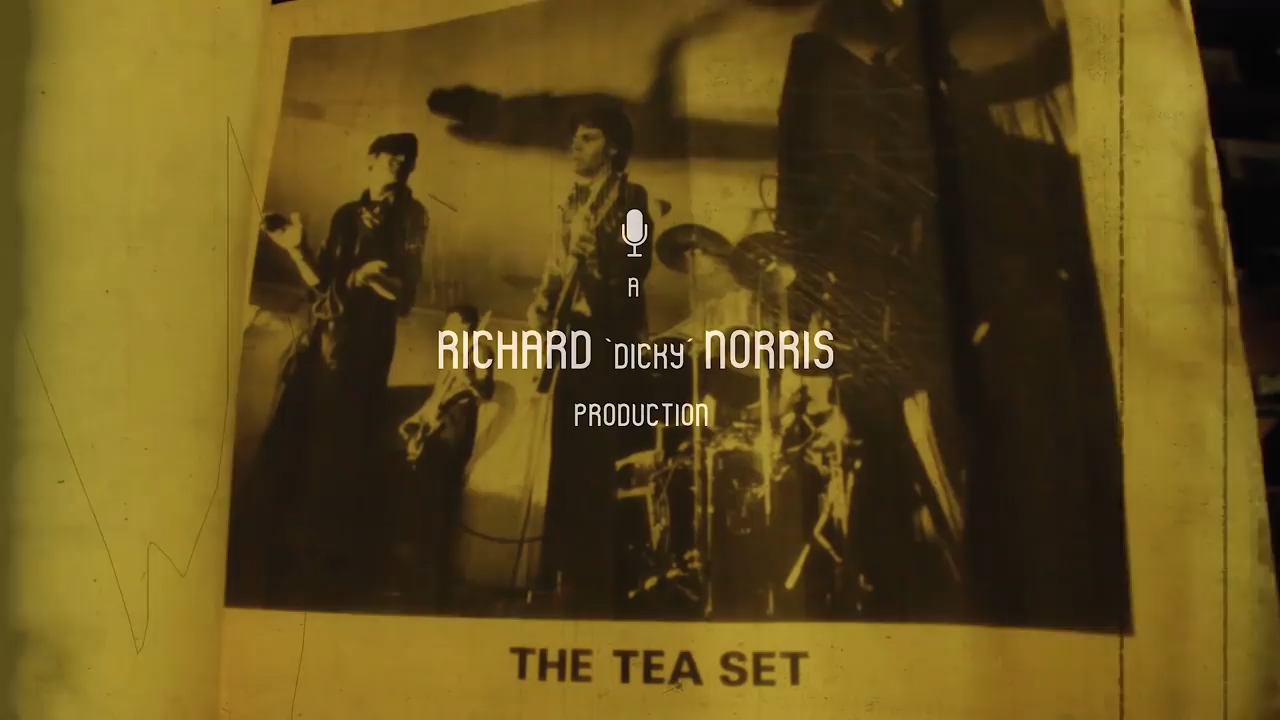 A
RICHARD `DICKY´ NORRIS
PRODUCTION
THE TEA SET